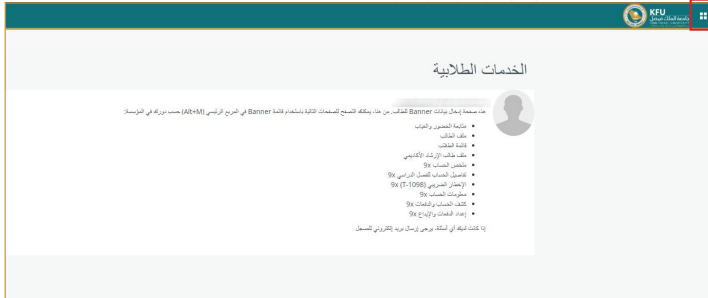 KFU
جامعة الملك فيصل
الخدمات الطلابية
هذه صفحة إدخال بيانات Banner للطالب. من هنا، يمكنك التصفح للصفحات التالية باستخدام قائمة Banner في المربع الرئيسي (Alt+M) حسب دورك في المؤسسة:
متابعة الحضور والغياب
ملف الطالب
قائمة الطالب
ملف طالب الإرشاد الأكاديمي
ملخص الحساب 9x
تفاصيل الحساب للفصل الدراسي 9x
الإخطار الضريبي (1098-T) 9x
معلومات الحساب 9x
كشف الحساب والدفعات 9x
إعداد الدفعات والإيداع 9x
إذا كانت لديك أي أسئلة، يرجى إرسال بريد إلكتروني للمسجل